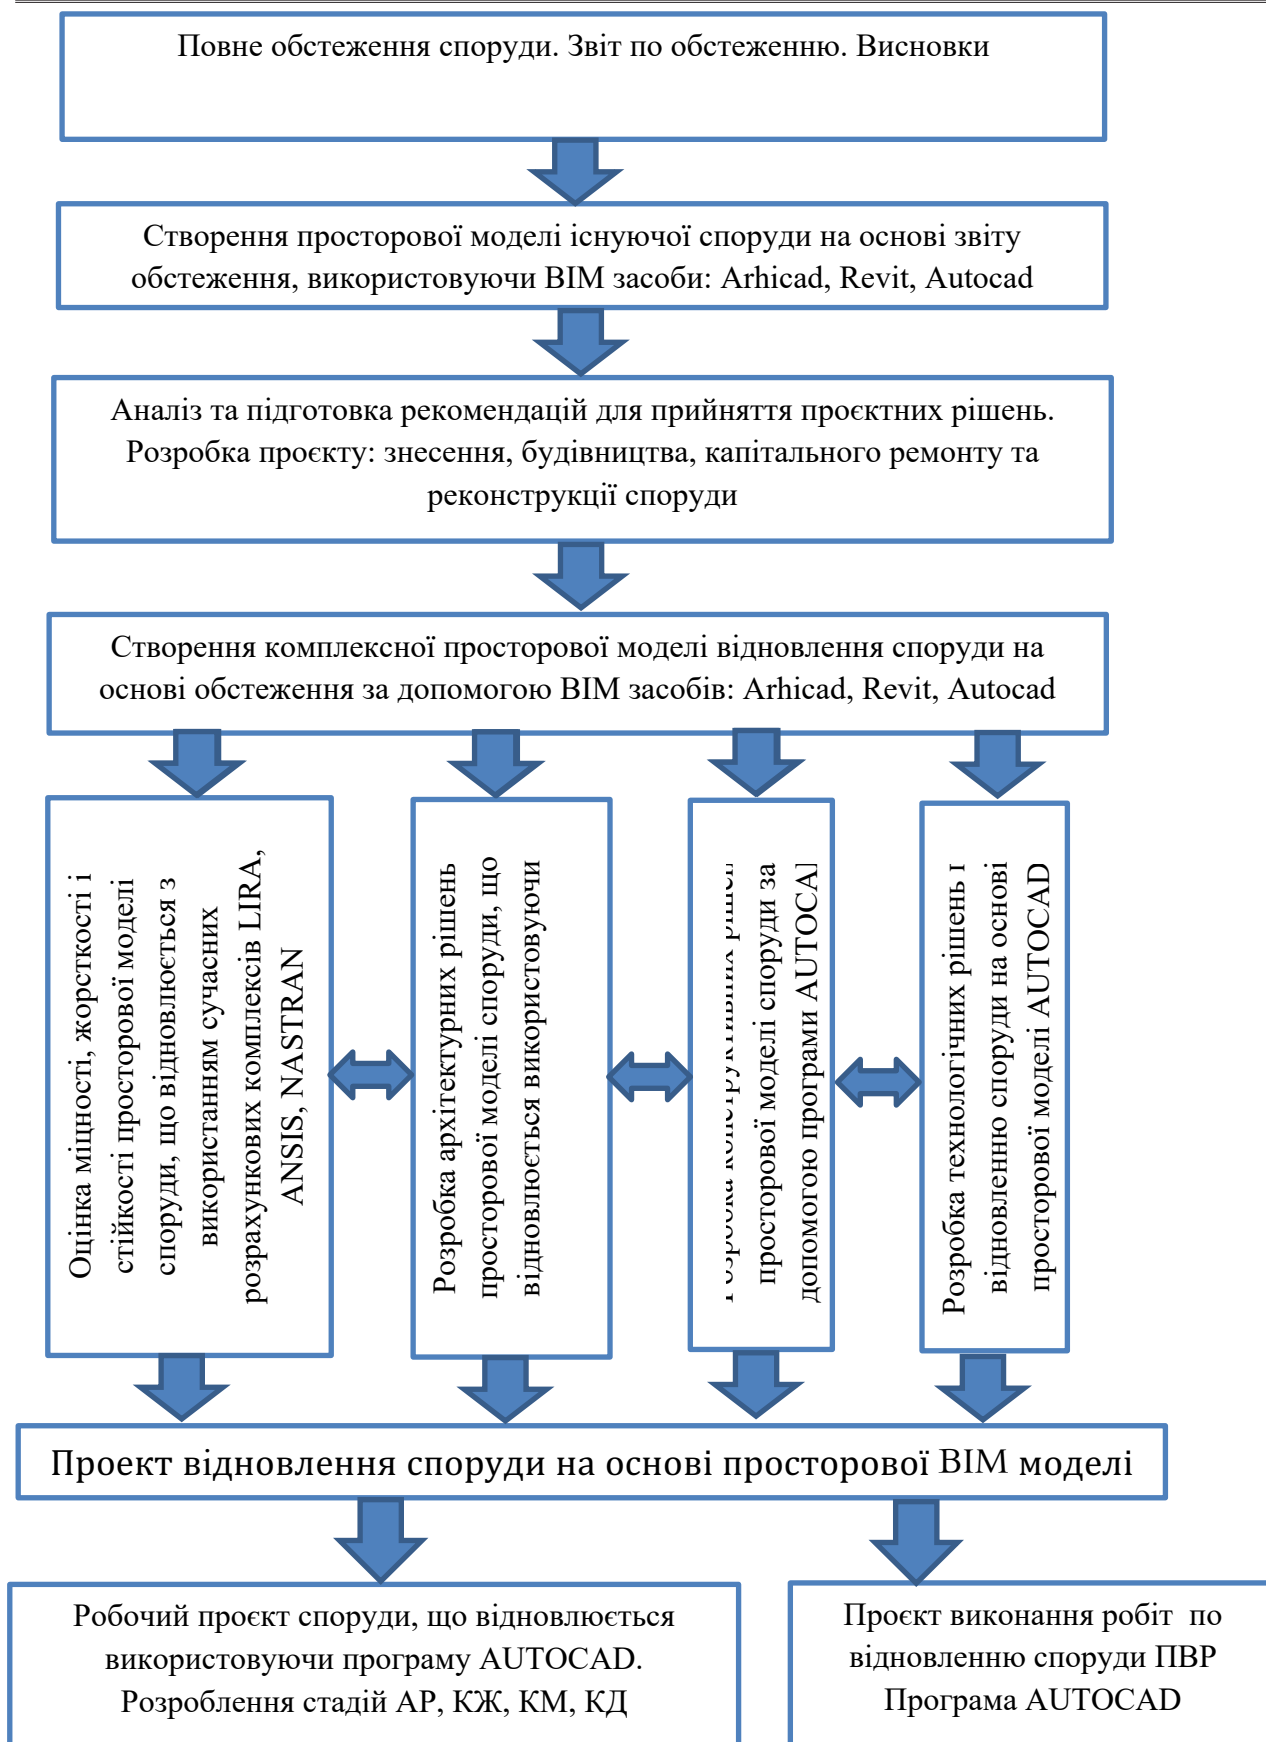 Повне обстеження споруди. Звіт по обстеженню. Висновки
Створення просторової моделі існуючої споруди на основі звіту
обстеження, використовуючи BIM засоби: Arhicad, Revit, Autocad
Аналіз та підготовка рекомендацій для прийняття проєктних рішень.
Розробка проєкту: знесення, будівництва, капітального ремонту та
реконструкції споруди
Створення комплексної просторової моделі відновлення споруди на
основі обстеження за допомогою BIM засобів: Arhicad, Revit, Autocad
Оцінка міцності, жорсткості і
стійкості просторової моделі
споруди, що відновлюється з
використанням сучасних
розрахункових комплексів LIRA,
ANSIS, NASTRAN
Розробка архітектурних рішень
просторової моделі споруди, що
відновлюється використовуючи
просторової моделі споруди за
допомогою програми
Розробка технологічних рішень
відновленню споруди на основі
просторової моделі AUTOCAD
Проект відновлення споруди на основі просторової BIM моделі
Робочий проєкт споруди, що відновлюється
використовуючи програму AUTOCAD.
Розроблення стадій АР, КЖ, КМ, КД
Проєкт виконання робіт по
відновленню споруди ПВР
Програма AUTOCAD